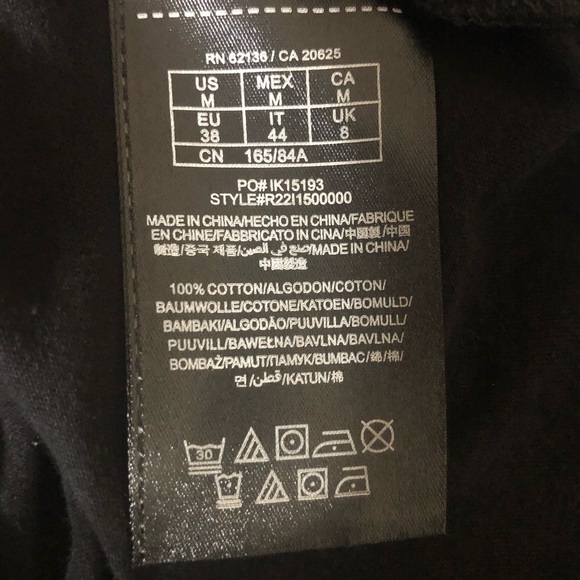 RN 62136 / CA 20625
US MEX CA
M M M
EU IT UK
38 44 8
CN 165/84A
PO# IK15193
STYLE#R22I1500000
MADE IN CHINA/HECHO EN CHINA/FABRIQUE
EN CHINE/FABBRICATO IN CINA/中国製/中国
製造/중국 제품/صنع في الصين/MADE IN CHINA/
中國製造
100% COTTON/ALGODON/COTON/
BAUMWOLLE/COTONE/KATOEN/BOMULD/
BAMBAKI/ALGODÃO/PUUVILLA/BOMULL/
PUUVILL/BAWEŁNA/BAVLNA/BAVLNA/
BOMBAŻ/PAMUT/ПАМУК/BUMBAC/綿/棉/
면/قطن/KATUN/棉
30